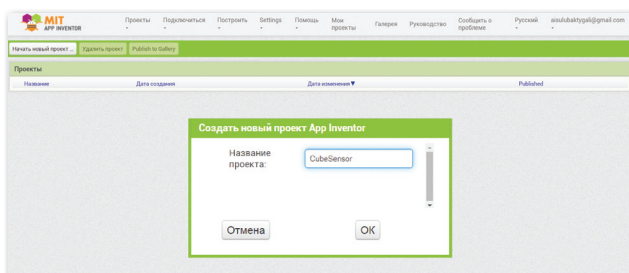 MIT
APP INVENTOR
Проекты Подключиться Построить Settings Помощь Мои проекты Галерея Руководство Сообщить о проблеме Русский aisulubaktygali@gmail.com
Начать новый проект ... Удалить проект Publish to Gallery
Проекты
Название Дата создания Дата изменения ▼ Published
Создать новый проект App Inventor
Название
проекта:
CubeSensor
Отмена OK